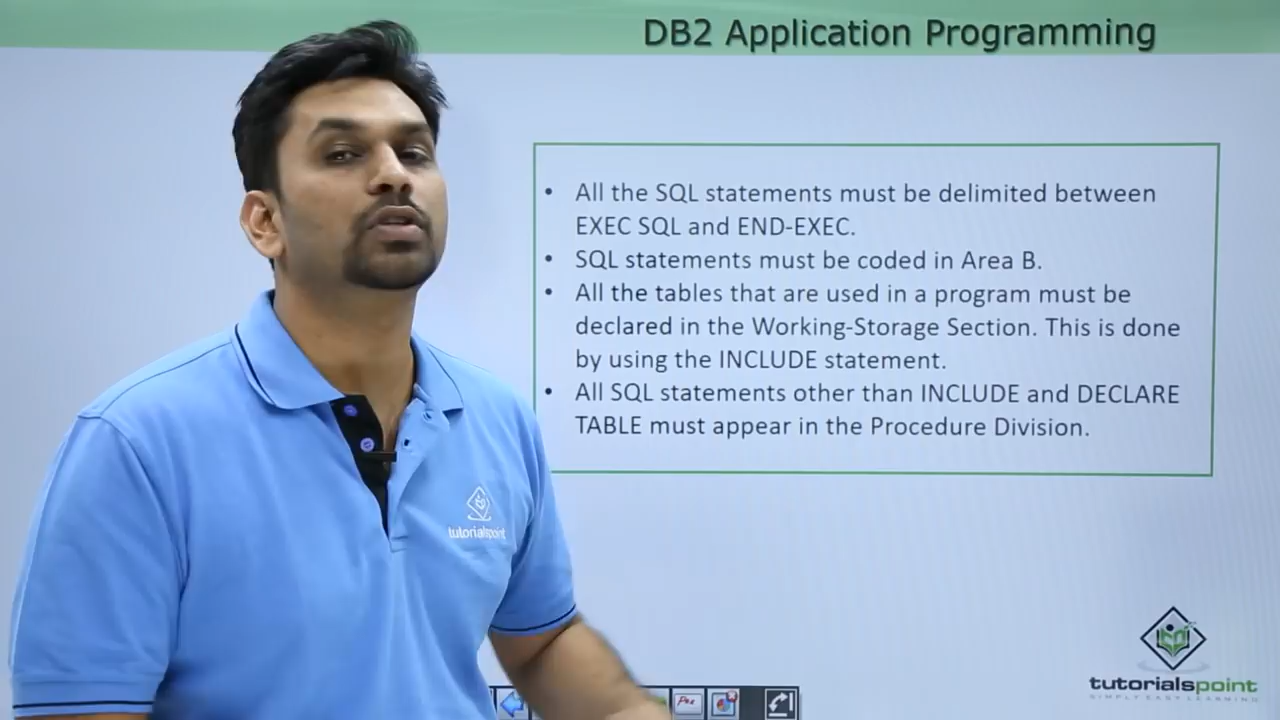 DB2 Application Programming
• All the SQL statements must be delimited between
EXEC SQL and END-EXEC.
• SQL statements must be coded in Area B.
• All the tables that are used in a program must be
declared in the Working-Storage Section. This is done
by using the INCLUDE statement.
• All SQL statements other than INCLUDE and DECLARE
TABLE must appear in the Procedure Division.
tutorialspoint
Pen
tutorialspoint
SIMPLY EASY LEARNING